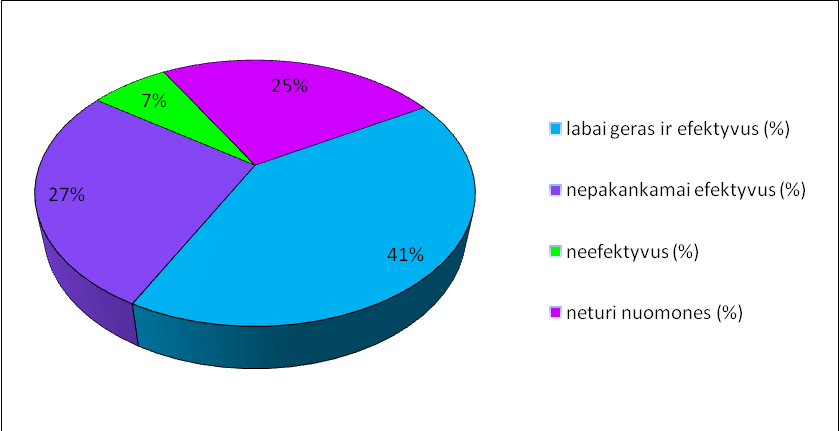 25%
7%
27%
41%
labai geras ir efektyvus (%)
nepakankamai efektyvus (%)
neefektyvus (%)
neturi nuomones (%)